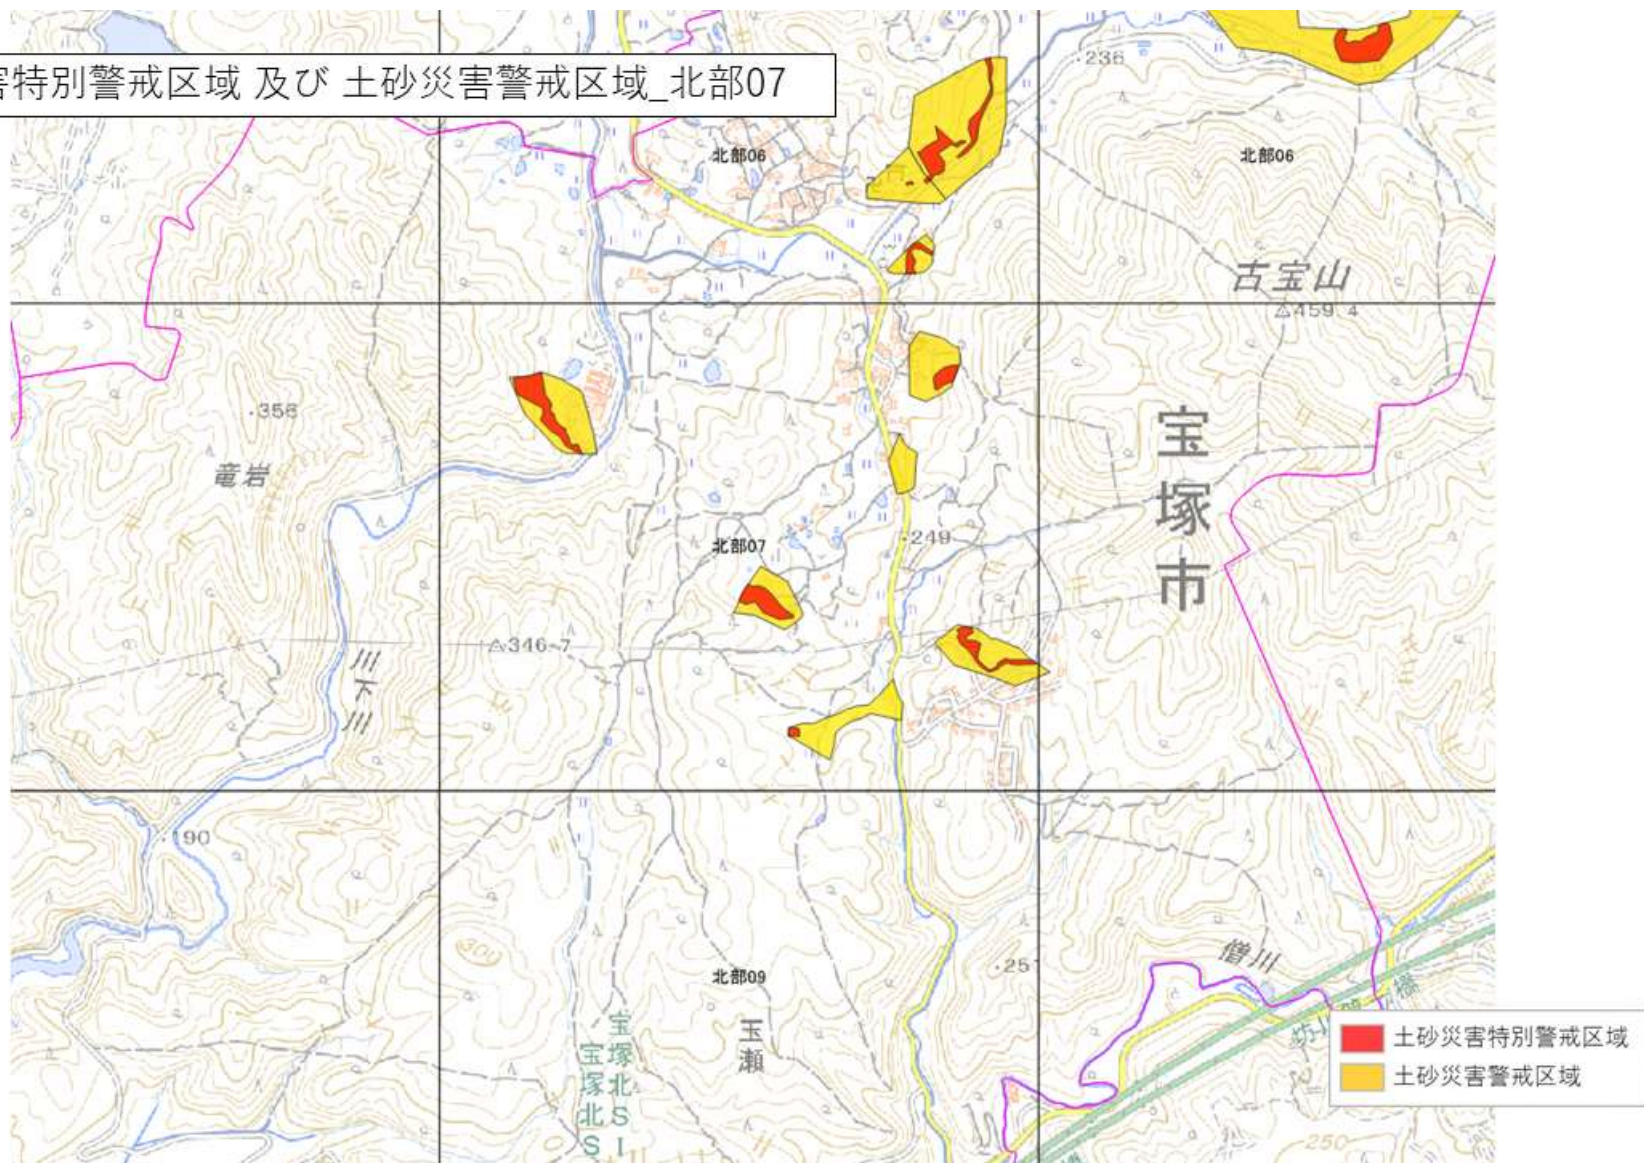 害特別警戒区域 及び 土砂災害警戒区域_北部07
236
北部06
北部06
古宝山
459.4
356
竜岩
宝塚市
249
北部07
346.7
川下川
190
僧川
300
251
北部09
玉瀬
宝塚北SI
宝塚北S
250
土砂災害特別警戒区域
土砂災害警戒区域